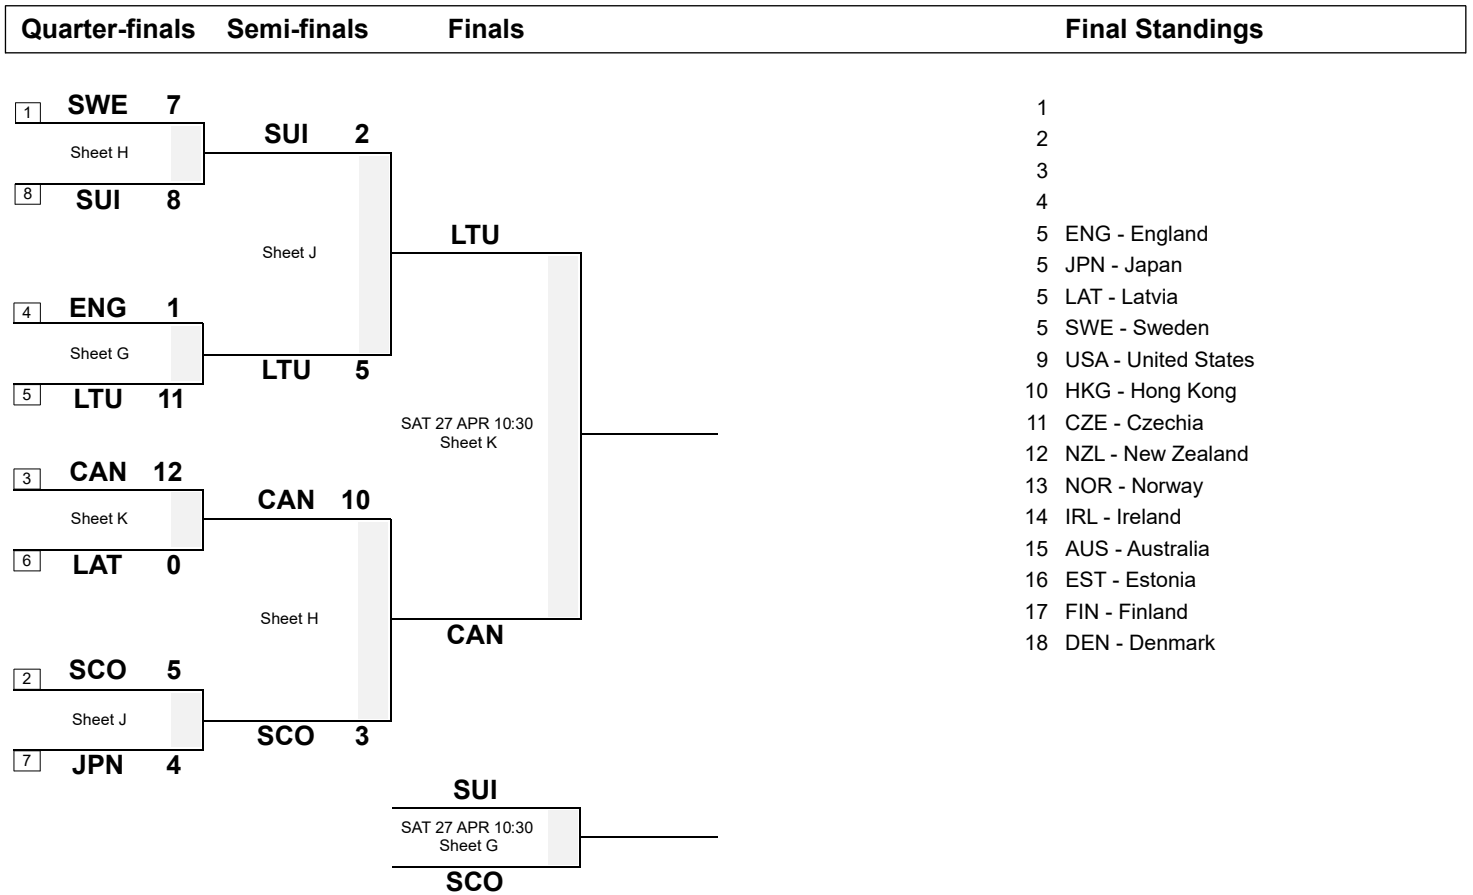 Quarter-finals Semi-finals Finals Final Standings
1 SWE 7
Sheet H
8 SUI 8
4 ENG 1
Sheet G
5 LTU 11
3 CAN 12
Sheet K
6 LAT 0
2 SCO 5
Sheet J
7 JPN 4
SUI 2
Sheet J
LTU 5
CAN 10
Sheet H
SCO 3
LTU
SAT 27 APR 10:30
Sheet K
CAN
SUI
SAT 27 APR 10:30
Sheet G
SCO
1
2
3
4
5 ENG - England
5 JPN - Japan
5 LAT - Latvia
5 SWE - Sweden
9 USA - United States
10 HKG - Hong Kong
11 CZE - Czechia
12 NZL - New Zealand
13 NOR - Norway
14 IRL - Ireland
15 AUS - Australia
16 EST - Estonia
17 FIN - Finland
18 DEN - Denmark